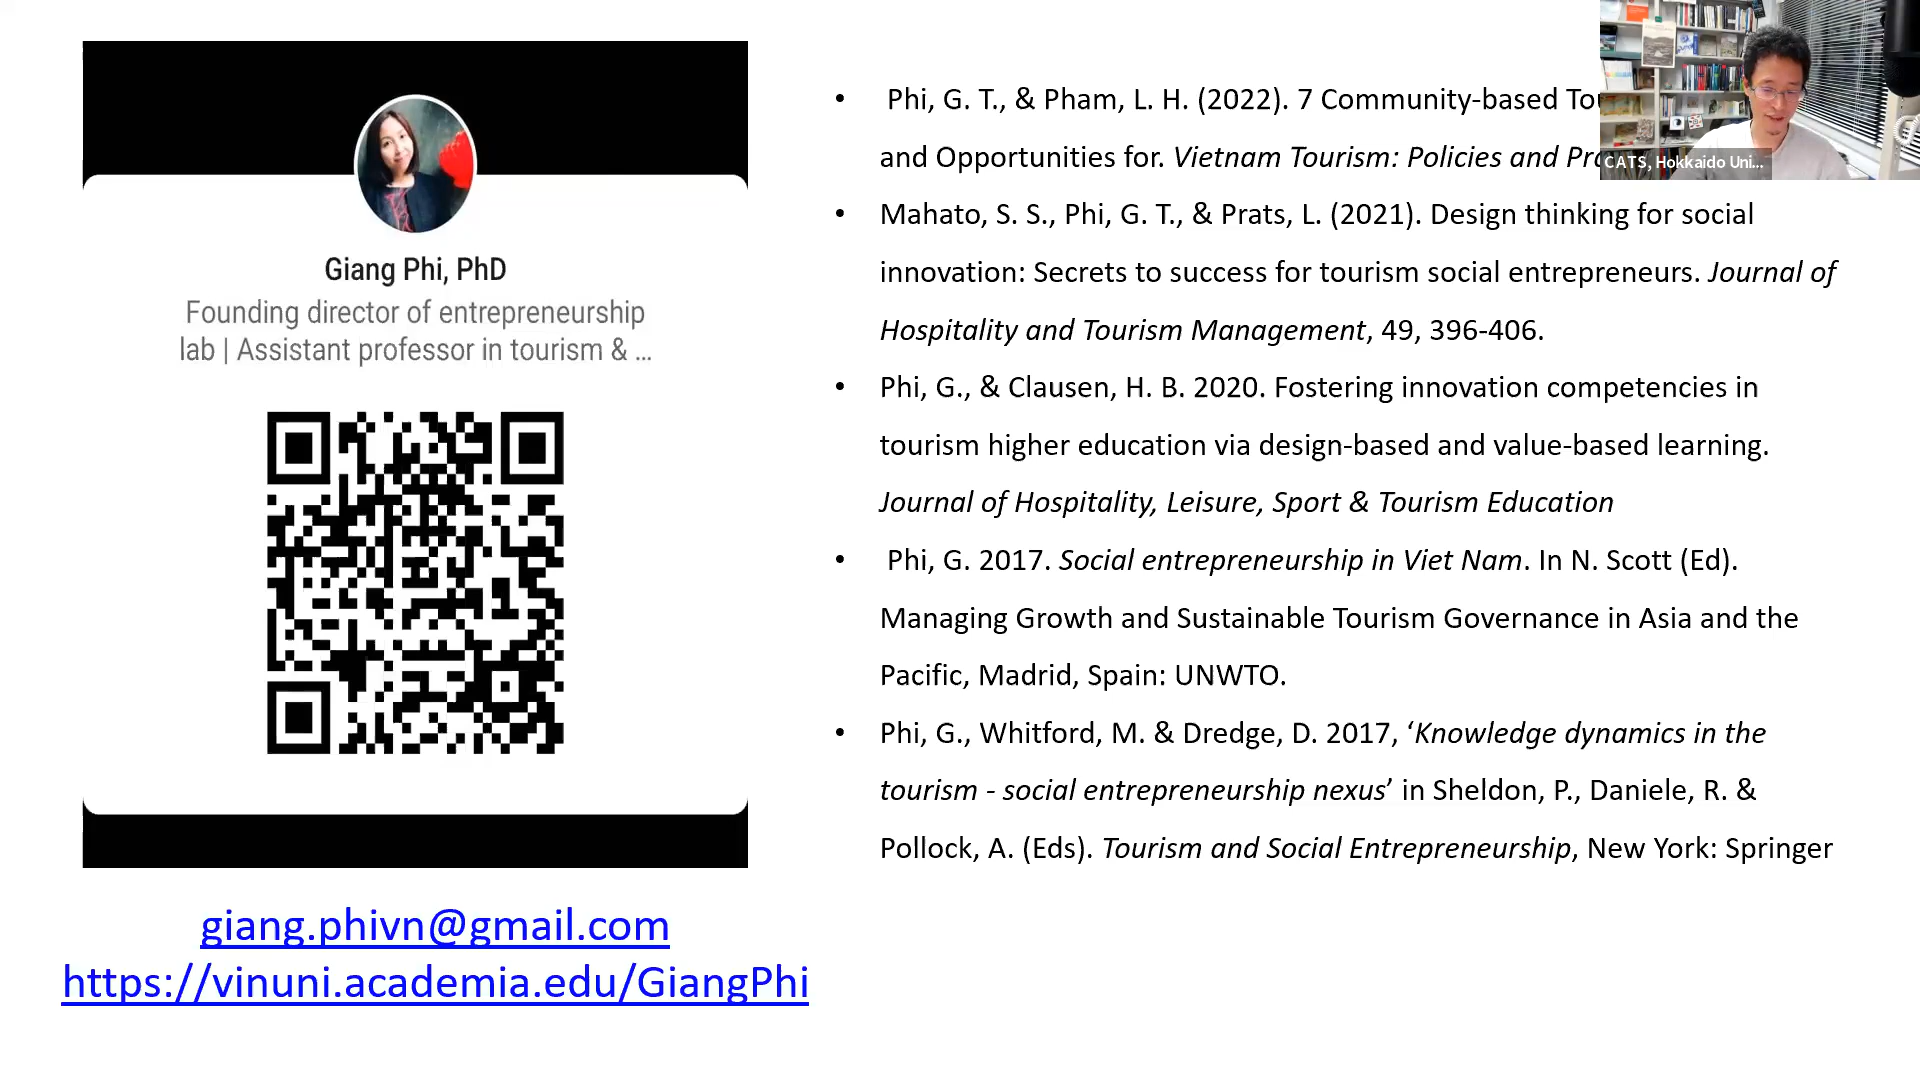 Giang Phi, PhD
Founding director of entrepreneurship
lab | Assistant professor in tourism & ...
giang.phivn@gmail.com
https://vinuni.academia.edu/GiangPhi
• Phi, G. T., & Pham, L. H. (2022). 7 Community-based
and Opportunities for. Vietnam Tourism: Policies and
• Mahato, S. S., Phi, G. T., & Prats, L. (2021). Design thinking for social
innovation: Secrets to success for tourism social entrepreneurs. Journal of
Hospitality and Tourism Management, 49, 396-406.
• Phi, G., & Clausen, H. B. 2020. Fostering innovation competencies in
tourism higher education via design-based and value-based learning.
Journal of Hospitality, Leisure, Sport & Tourism Education
• Phi, G. 2017. Social entrepreneurship in Viet Nam. In N. Scott (Ed).
Managing Growth and Sustainable Tourism Governance in Asia and the
Pacific, Madrid, Spain: UNWTO.
• Phi, G., Whitford, M. & Dredge, D. 2017, ‘Knowledge dynamics in the
tourism - social entrepreneurship nexus’ in Sheldon, P., Daniele, R. &
Pollock, A. (Eds). Tourism and Social Entrepreneurship, New York: Springer
CATS, Hokkaido Uni...